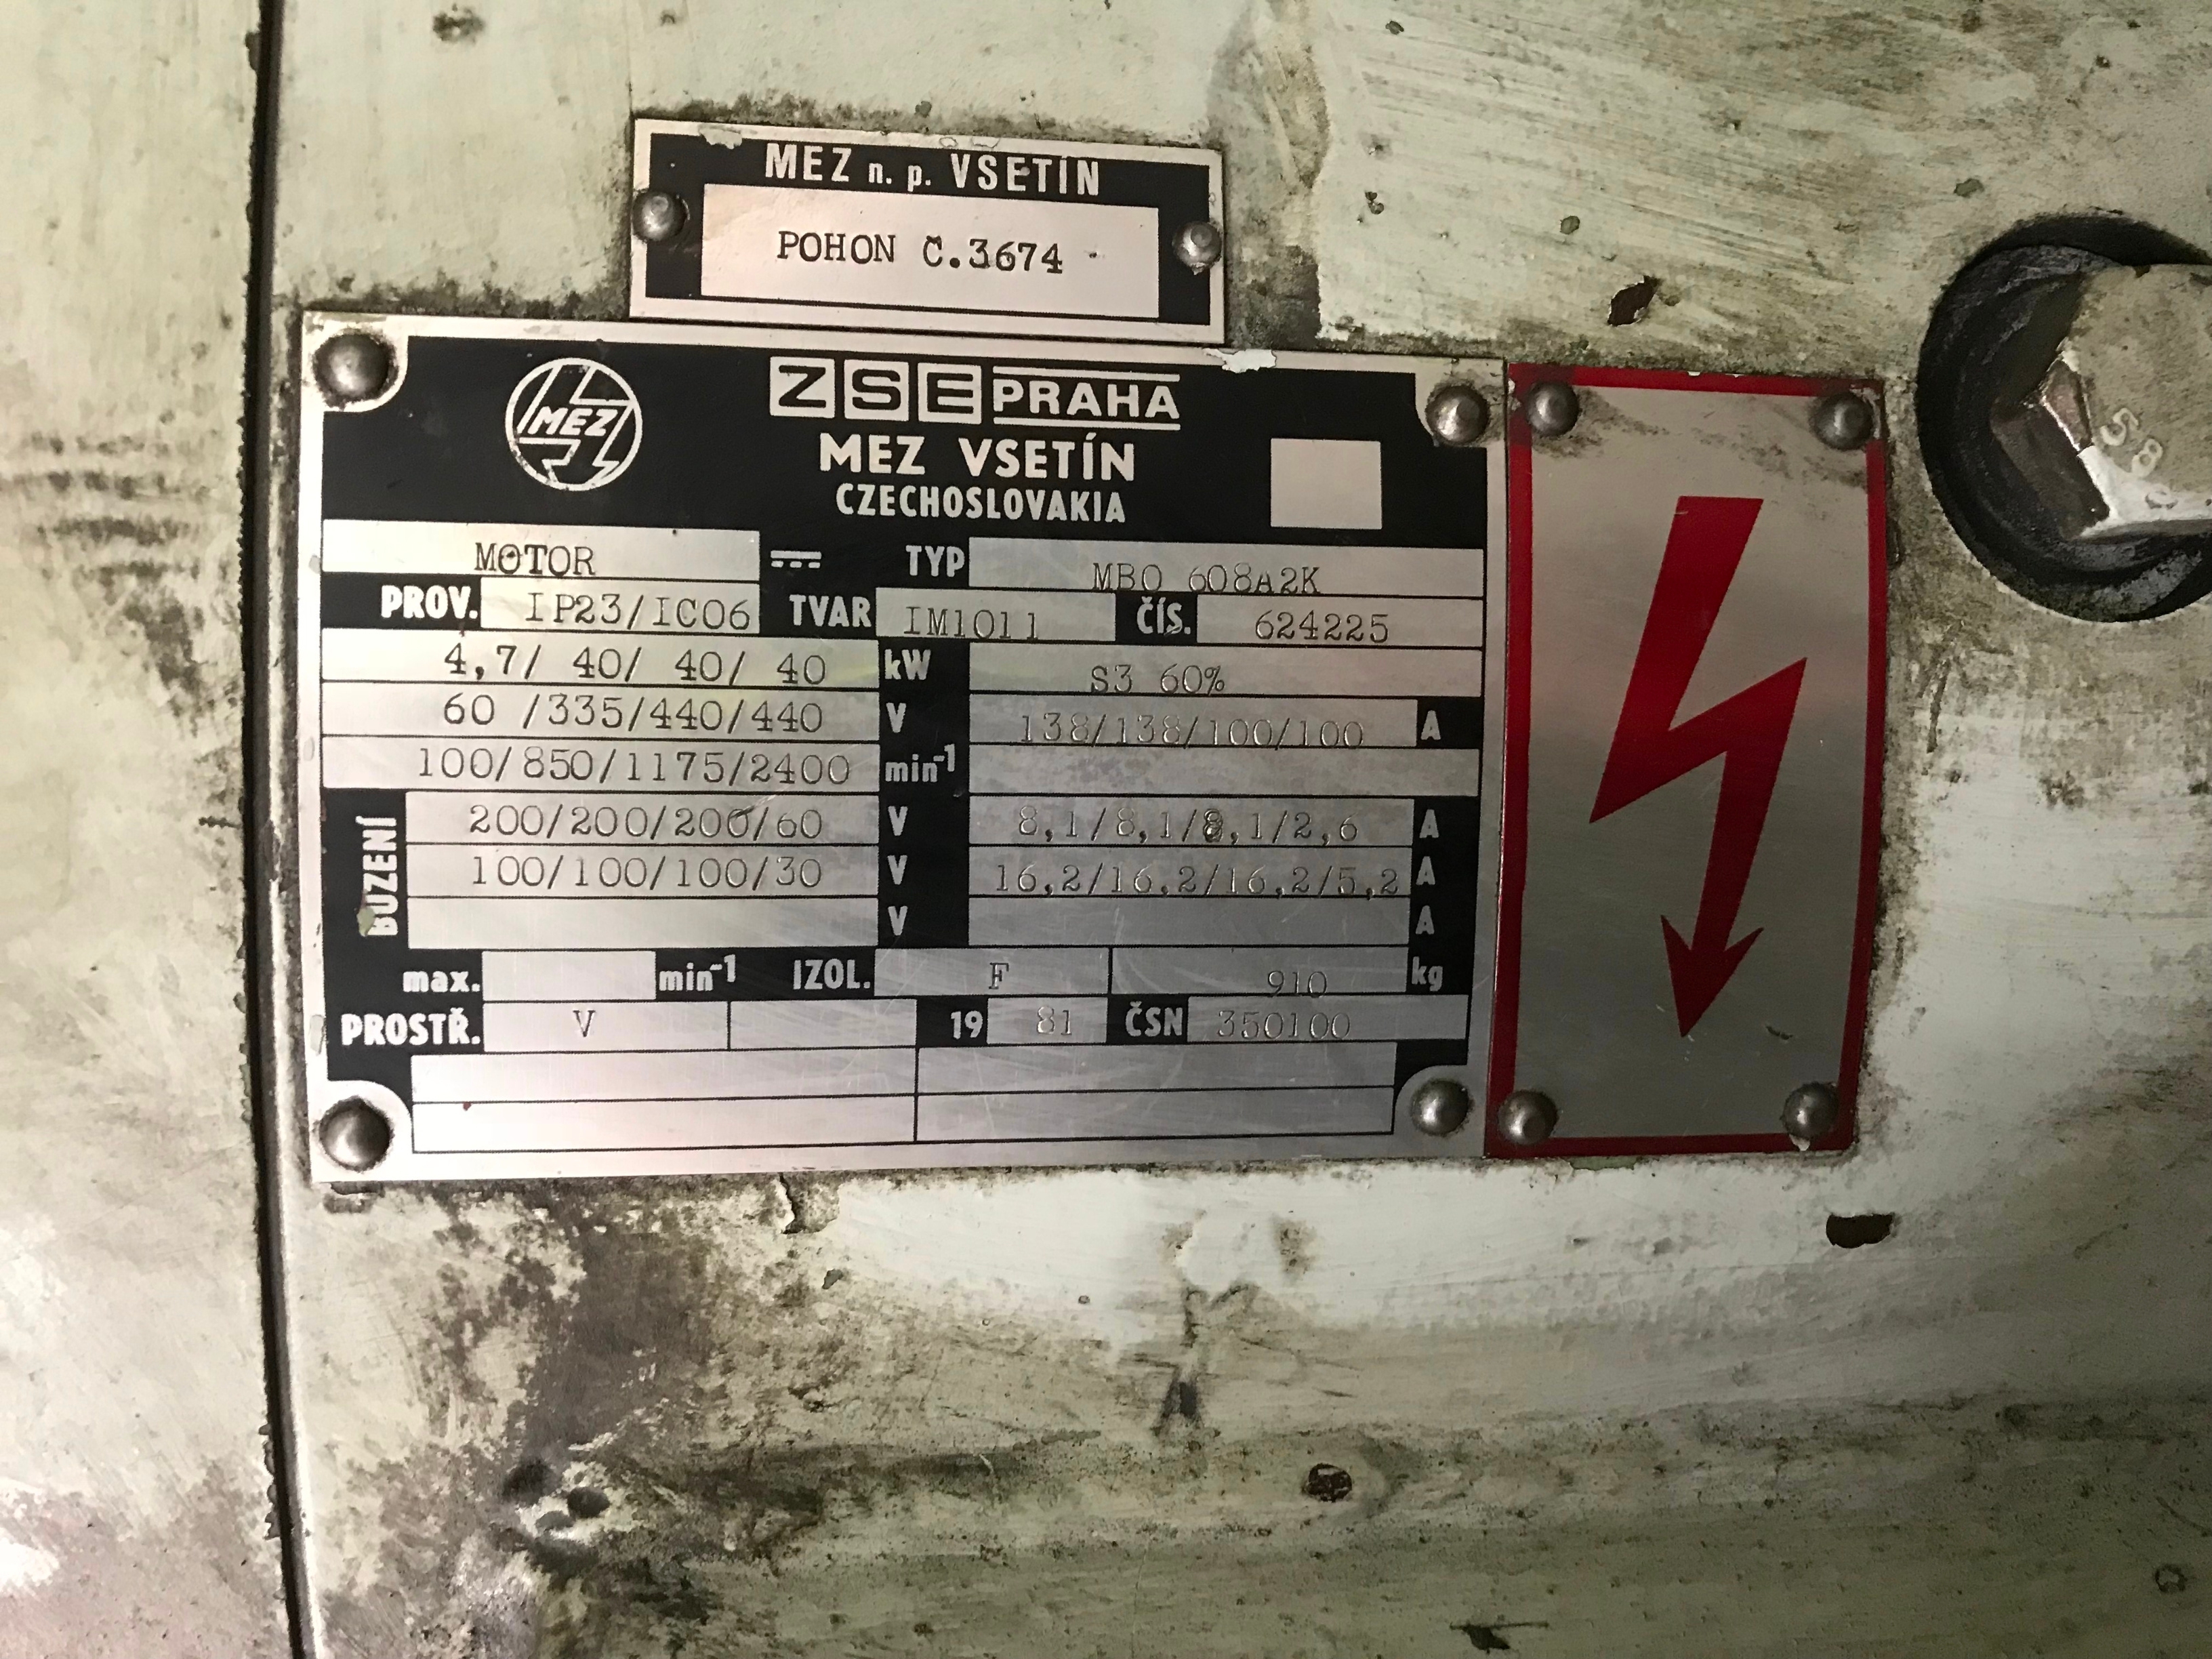 MEZ n. p. VSETÍN
POHON Č.3674
MEZ
ZSE PRAHA
MEZ VSETÍN
CZECHOSLOVAKIA
MOTOR TYP MBO 608A2K
PROV. IP23/IC06 TVAR IM1011 ČÍS. 624225
4,7/ 40/ 40/ 40 kW S3 60%
60 /335/440/440 V 138/138/100/100 A
100/850/1175/2400 min-1
BUZENÍ
200/200/200/60 V 8,1/8,1/8,1/2,6 A
100/100/100/30 V 16,2/16,2/16,2/5,2 A
V A
max. min-1 IZOL. F 910 kg
PROSTŘ. V 19 81 ČSN 350100